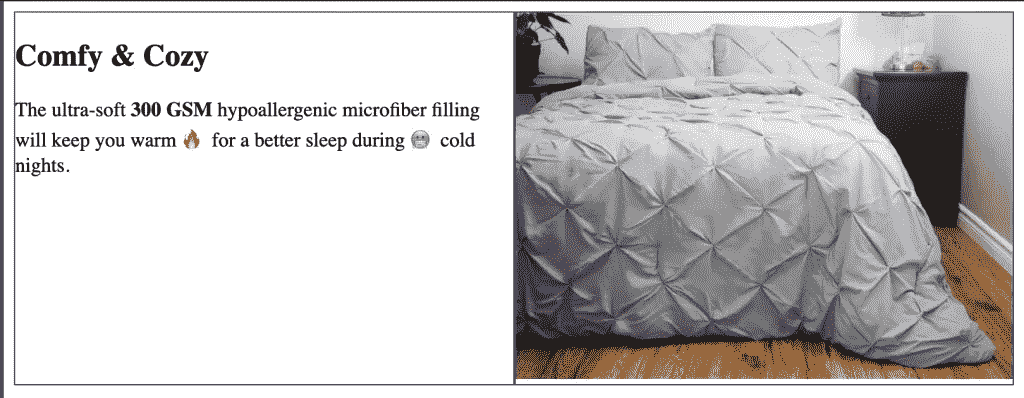 Comfy & Cozy
The ultra-soft 300 GSM hypoallergenic microfiber filling
will keep you warm 🔥 for a better sleep during 🥶 cold
nights.